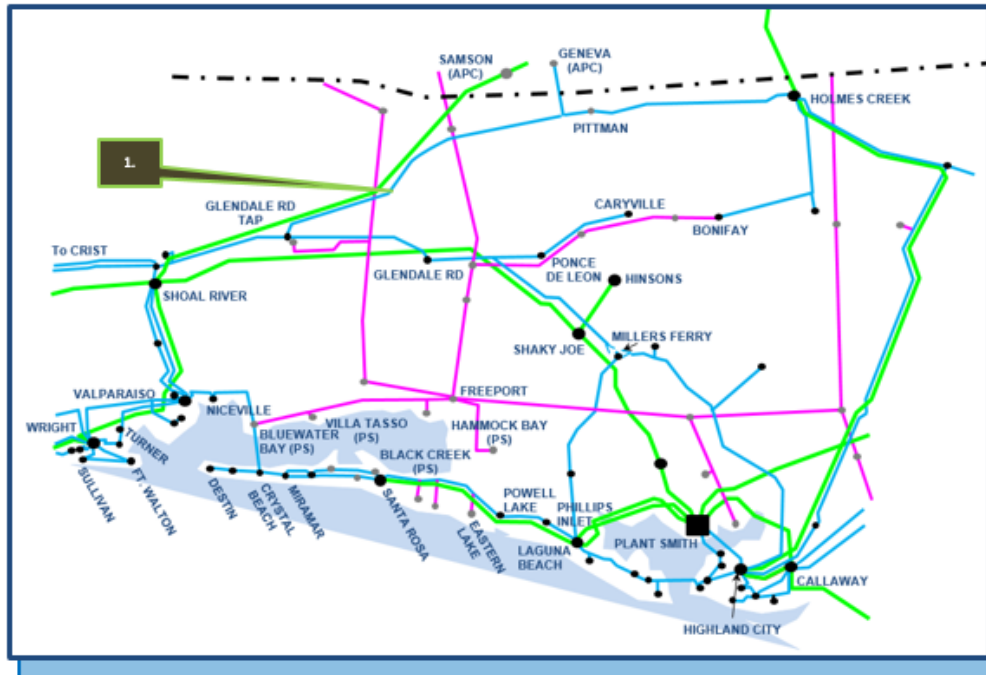 SAMSON
(APC)
GENEVA
(APC)
HOLMES CREEK
PITTMAN
1.
GLENDALE RD
TAP
CARYVILLE
BONIFAY
To CRIST
GLENDALE RD
PONCE
DE LEON
HINSONS
SHOAL RIVER
SHAKY JOE
MILLERS FERRY
VALPARAISO
NICEVILLE
FREEPORT
WRIGHT
TURNER
BLUEWATER
BAY (PS)
VILLA TASSO
(PS)
HAMMOCK BAY
(PS)
BLACK CREEK
(PS)
SULLIVAN
FT. WALTON
DESTIN
CRYSTAL
BEACH
MIRAMAR
SANTA ROSA
EASTERN
LAKE
POWELL
LAKE
PHILLIPS
INLET
LAGUNA
BEACH
PLANT SMITH
CALLAWAY
HIGHLAND CITY